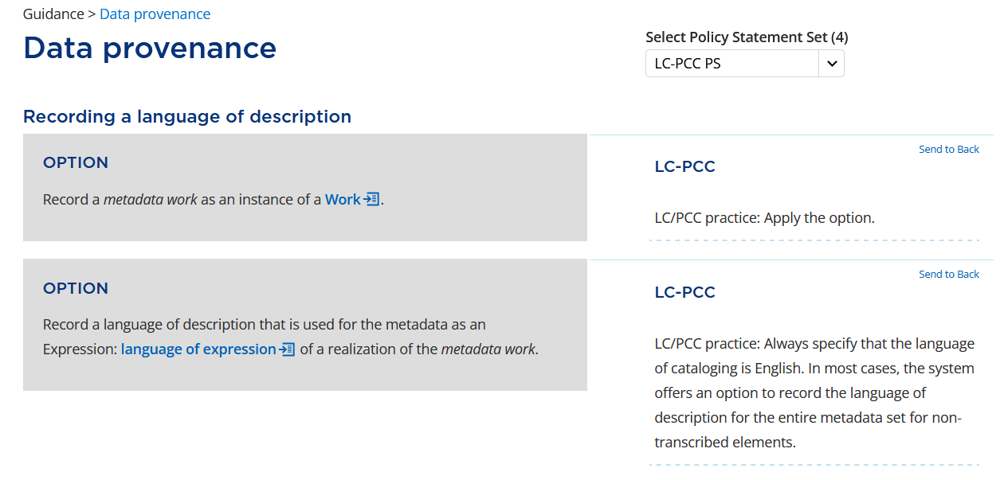 Guidance > Data provenance
Data provenance
Select Policy Statement Set (4)
LC-PCC PS
Recording a language of description
OPTION
Record a metadata work as an instance of a Work.
Send to Back
LC-PCC
LC/PCC practice: Apply the option.
OPTION
Record a language of description that is used for the metadata as an
Expression: language of expression of a realization of the metadata work.
Send to Back
LC-PCC
LC/PCC practice: Always specify that the language
of cataloging is English. In most cases, the system
offers an option to record the language of
description for the entire metadata set for non-
transcribed elements.